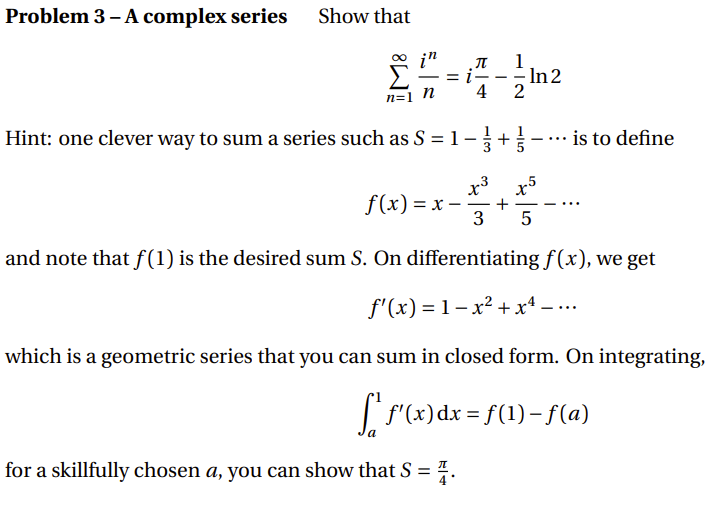 Problem 3 – A complex series Show that
$$\sum_{n=1}^{\infty} \frac{i^n}{n} = i\frac{\pi}{4} - \frac{1}{2}\ln 2$$
Hint: one clever way to sum a series such as $S = 1 - \frac{1}{3} + \frac{1}{5} - \cdots$ is to define
$$f(x) = x - \frac{x^3}{3} + \frac{x^5}{5} - \cdots$$
and note that $f(1)$ is the desired sum $S$. On differentiating $f(x)$, we get
$$f'(x) = 1 - x^2 + x^4 - \cdots$$
which is a geometric series that you can sum in closed form. On integrating,
$$\int_a^1 f'(x)\,\mathrm{d}x = f(1) - f(a)$$
for a skillfully chosen $a$, you can show that $S = \frac{\pi}{4}$.